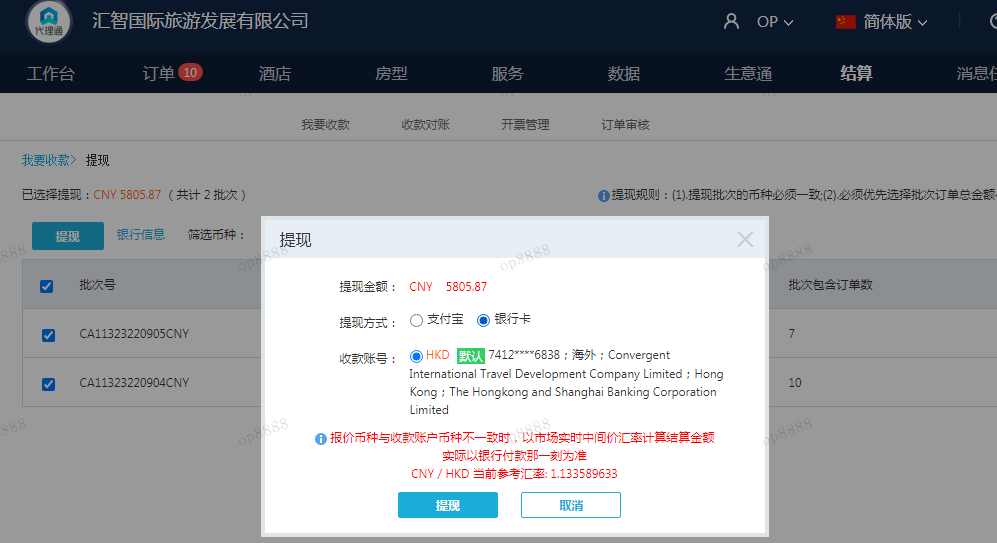 汇智国际旅游发展有限公司
代理通
OP
简体版
工作台
订单 10
酒店
房型
服务
数据
生意通
结算
消息
我要收款
收款对账
开票管理
订单审核
我要收款> 提现
已选择提现：CNY 5805.87 （共计 2 批次）
提现规则：(1).提现批次的币种必须一致;(2).必须优先选择批次订单总金额
提现
银行信息
筛选币种：
批次号
批次包含订单数
CA11323220905CNY
7
CA11323220904CNY
10
提现
提现金额： CNY 5805.87
提现方式： 支付宝 银行卡
收款账号： HKD 默认 7412****6838；海外；Convergent
International Travel Development Company Limited；Hong
Kong；The Hongkong and Shanghai Banking Corporation
Limited
报价币种与收款账户币种不一致时，以市场实时中间价汇率计算结算金额
实际以银行付款那一刻为准
CNY / HKD 当前参考汇率: 1.133589633
提现
取消
op8888
op8888
op8888
op8888
op8888
op8888
op8888